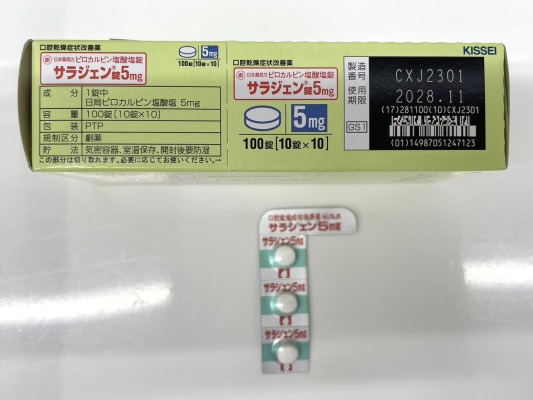 口腔乾燥症状改善薬
劇 日本薬局方 ピロカルピン塩酸塩錠
サラジェン®錠5mg
5mg
100錠[10錠×10]
成分 1錠中
日局ピロカルピン塩酸塩 5mg
容量 100錠[10錠×10]
包装 PTP
規制区分 劇薬
貯法 気密容器、室温保存、開封後要防湿
この部分は切り取れます。必要に応じてお使いください。
口腔乾燥症状改善薬
劇 日本薬局方 ピロカルピン塩酸塩錠
サラジェン®錠5mg
5mg
100錠[10錠×10]
KISSEI
製造番号 CXJ2301
使用期限 2028.11
GS1
(17)281100(10)CXJ2301
(01)14987051247123
口腔乾燥症状改善薬
サラジェン5mg
サラジェン5mg
サラジェン5mg
サラジェン5mg